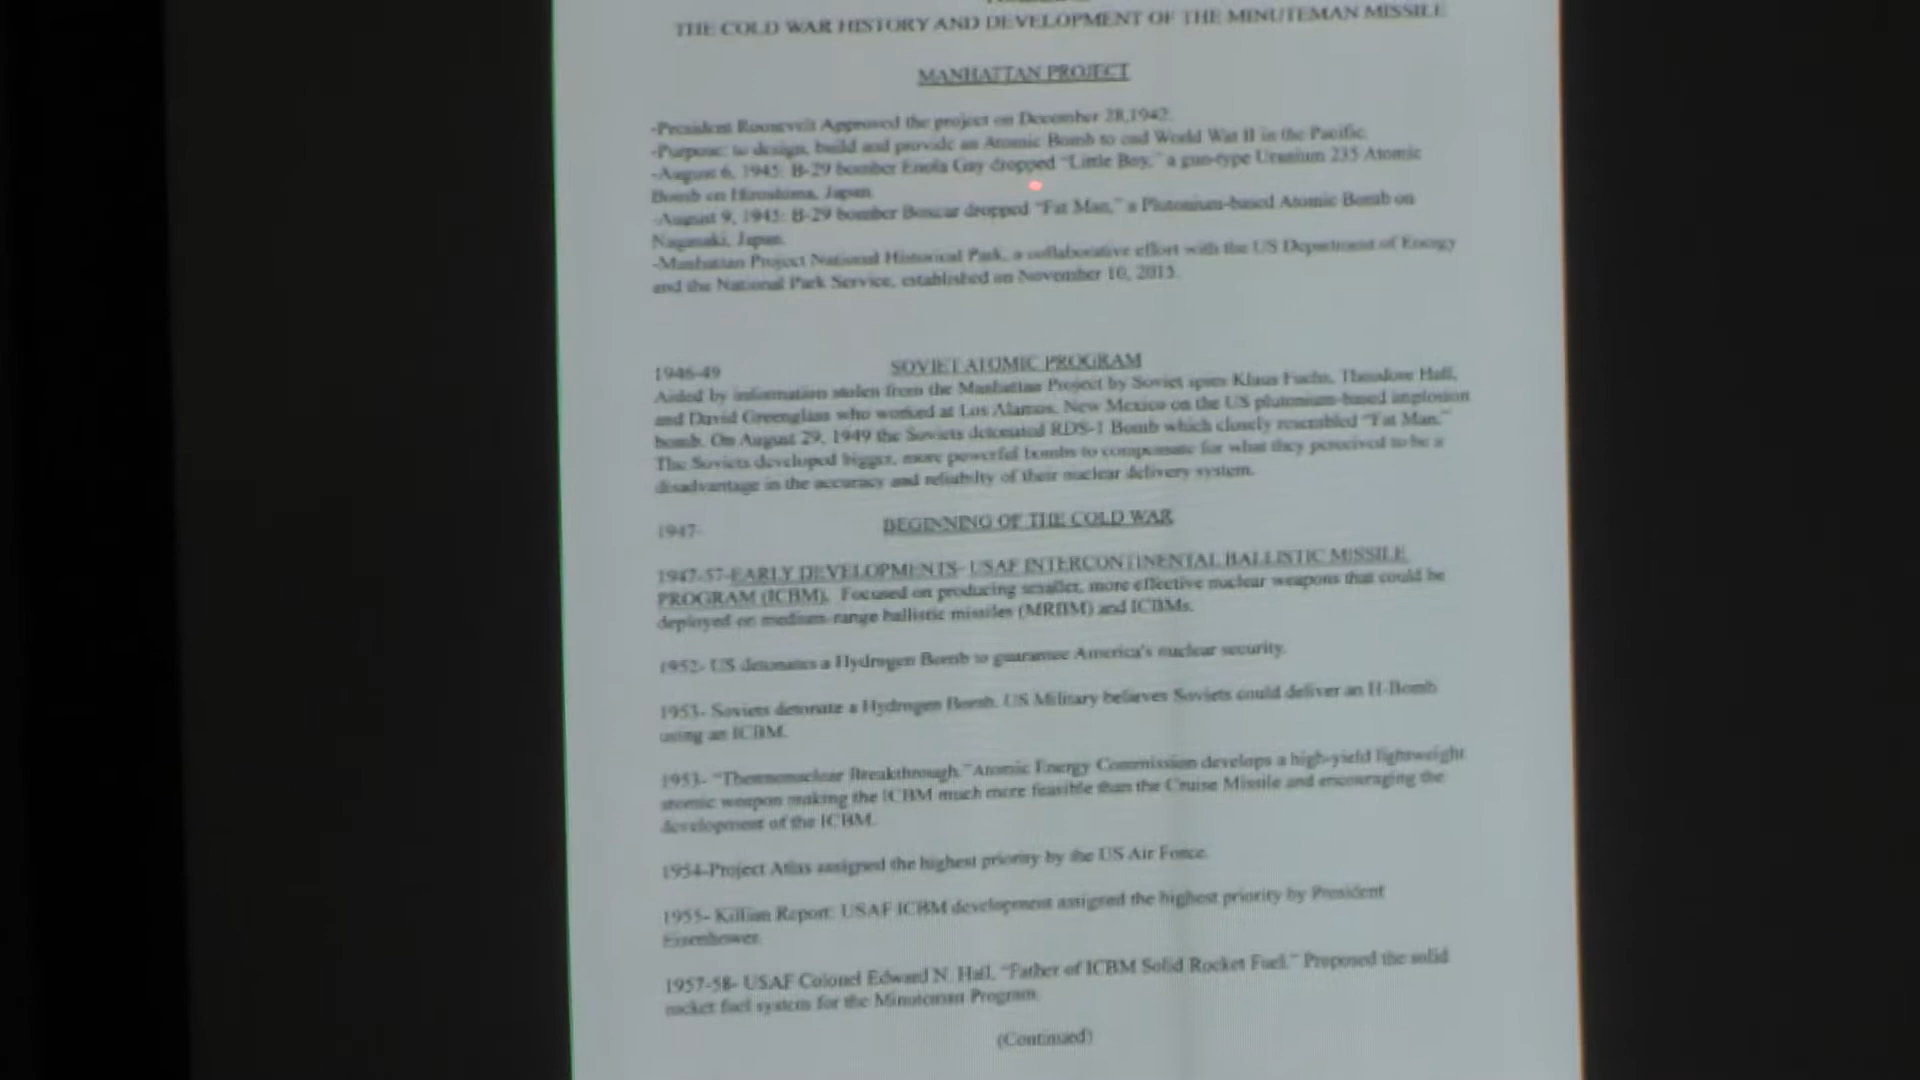 THE COLD WAR HISTORY AND DEVELOPMENT OF THE MINUTEMAN MISSILE
MANHATTAN PROJECT
-President Roosevelt Approved the project on December 28,1942.
-Purpose: to design, build and provide an Atomic Bomb to end World War II in the Pacific.
-August 6, 1945: B-29 bomber Enola Gay dropped "Little Boy," a gun-type Uranium 235 Atomic
Bomb on Hiroshima, Japan.
-August 9, 1945: B-29 bomber Boscar dropped "Fat Man," a Plutonium-based Atomic Bomb on
Nagasaki, Japan.
-Manhattan Project National Historical Park, a collaborative effort with the US Department of Energy
and the National Park Service, established on November 10, 2015.
1946-49 SOVIET ATOMIC PROGRAM
Aided by information stolen from the Manhattan Project by Soviet spies Klaus Fuchs, Theodore Hall,
and David Greenglass who worked at Los Alamos, New Mexico on the US plutonium-based implosion
bomb. On August 29, 1949 the Soviets detonated RDS-1 Bomb which closely resembled "Fat Man."
The Soviets developed bigger, more powerful bombs to compensate for what they perceived to be a
disadvantage in the accuracy and reliabilty of their nuclear delivery system.
1947- BEGINNING OF THE COLD WAR
1947-57-EARLY DEVELOPMENTS- USAF INTERCONTINENTAL BALLISTIC MISSILE
PROGRAM (ICBM). Focused on producing smaller, more effective nuclear weapons that could be
deployed on medium-range ballistic missiles (MRBM) and ICBMs.
1952- US detonates a Hydrogen Bomb to guarantee America's nuclear security.
1953- Soviets detonate a Hydrogen Bomb. US Military believes Soviets could deliver an H-Bomb
using an ICBM.
1953- "Thermonuclear Breakthrough." Atomic Energy Commission develops a high-yield lightweight
atomic weapon making the ICBM much more feasible than the Cruise Missile and encouraging the
development of the ICBM.
1954-Project Atlas assigned the highest priority by the US Air Force.
1955- Killian Report: USAF ICBM development assigned the highest priority by President
Eisenhower.
1957-58- USAF Colonel Edward N. Hall, "Father of ICBM Solid Rocket Fuel." Proposed the solid
rocket fuel system for the Minuteman Program.
(Continued)